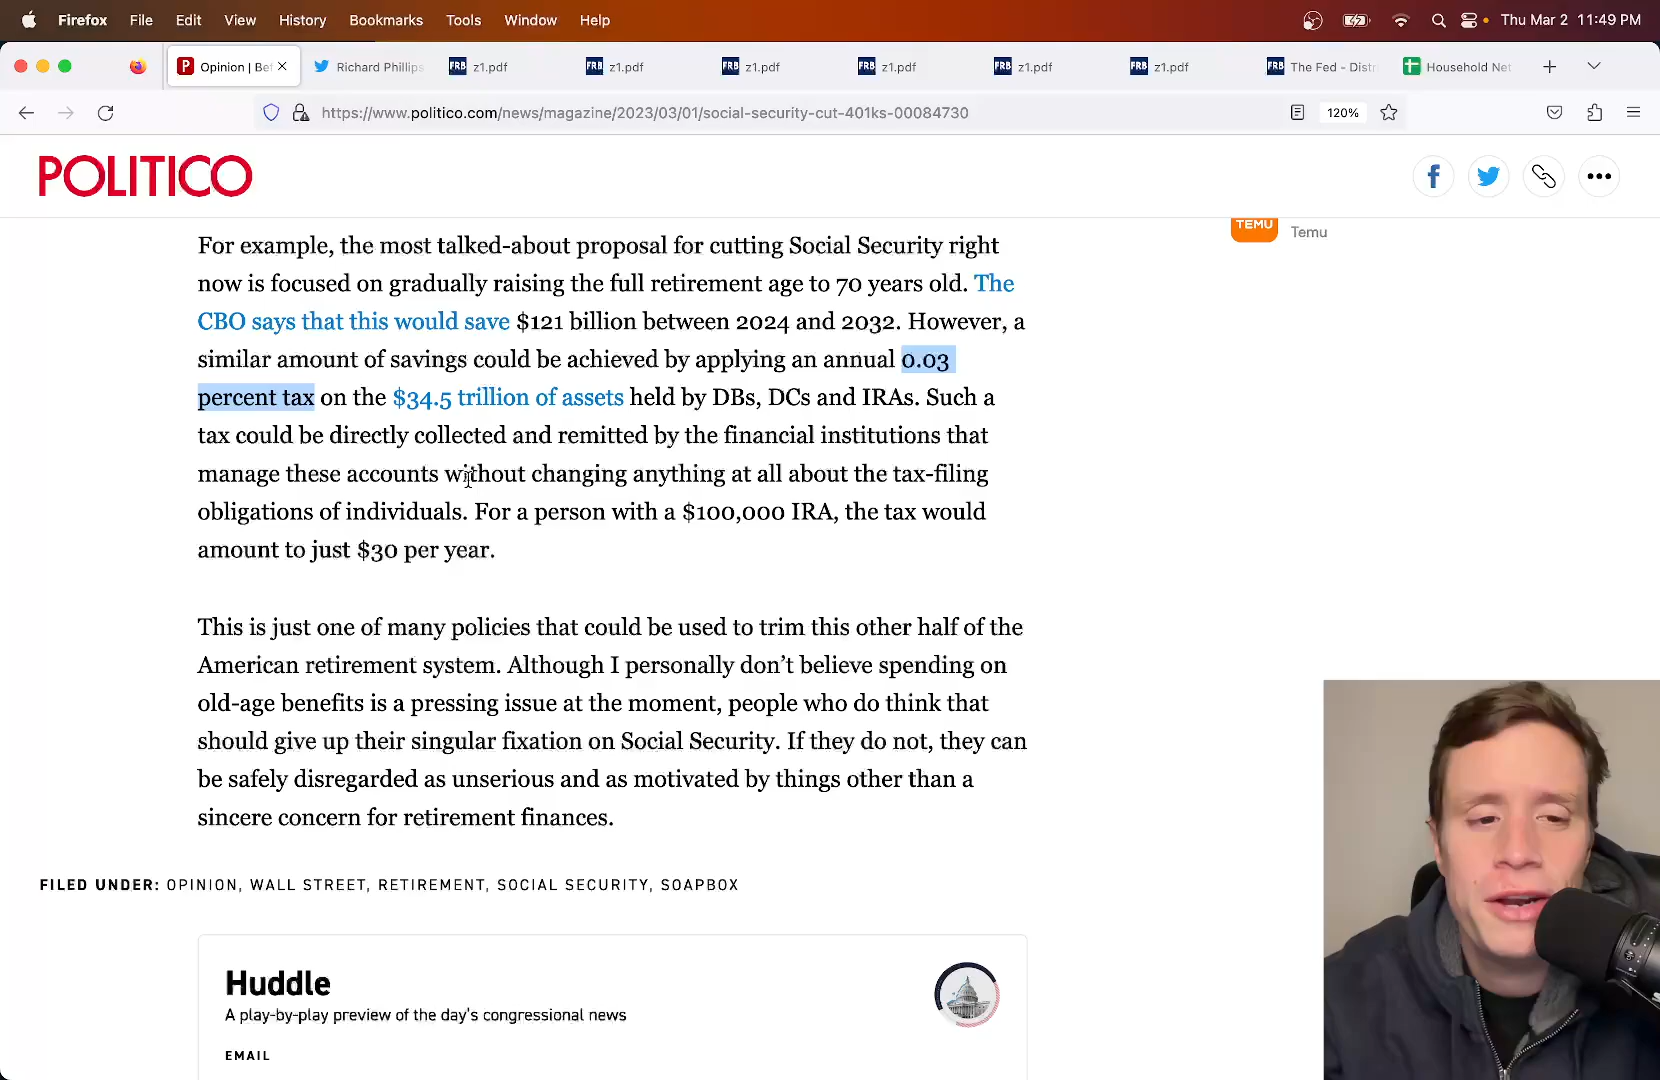 Firefox File Edit View History Bookmarks Tools Window Help Thu Mar 2 11:49 PM
Opinion | Bef Richard Phillips z1.pdf z1.pdf z1.pdf z1.pdf z1.pdf z1.pdf The Fed - Distri Household Net
FRB FRB FRB FRB FRB FRB FRB
https://www.politico.com/news/magazine/2023/03/01/social-security-cut-401ks-00084730 120%
POLITICO
TEMU
Temu
For example, the most talked-about proposal for cutting Social Security right
now is focused on gradually raising the full retirement age to 70 years old. The
CBO says that this would save $121 billion between 2024 and 2032. However, a
similar amount of savings could be achieved by applying an annual 0.03
percent tax on the $34.5 trillion of assets held by DBs, DCs and IRAs. Such a
tax could be directly collected and remitted by the financial institutions that
manage these accounts without changing anything at all about the tax-filing
obligations of individuals. For a person with a $100,000 IRA, the tax would
amount to just $30 per year.
This is just one of many policies that could be used to trim this other half of the
American retirement system. Although I personally don’t believe spending on
old-age benefits is a pressing issue at the moment, people who do think that
should give up their singular fixation on Social Security. If they do not, they can
be safely disregarded as unserious and as motivated by things other than a
sincere concern for retirement finances.
FILED UNDER: OPINION, WALL STREET, RETIREMENT, SOCIAL SECURITY, SOAPBOX
Huddle
A play-by-play preview of the day's congressional news
EMAIL